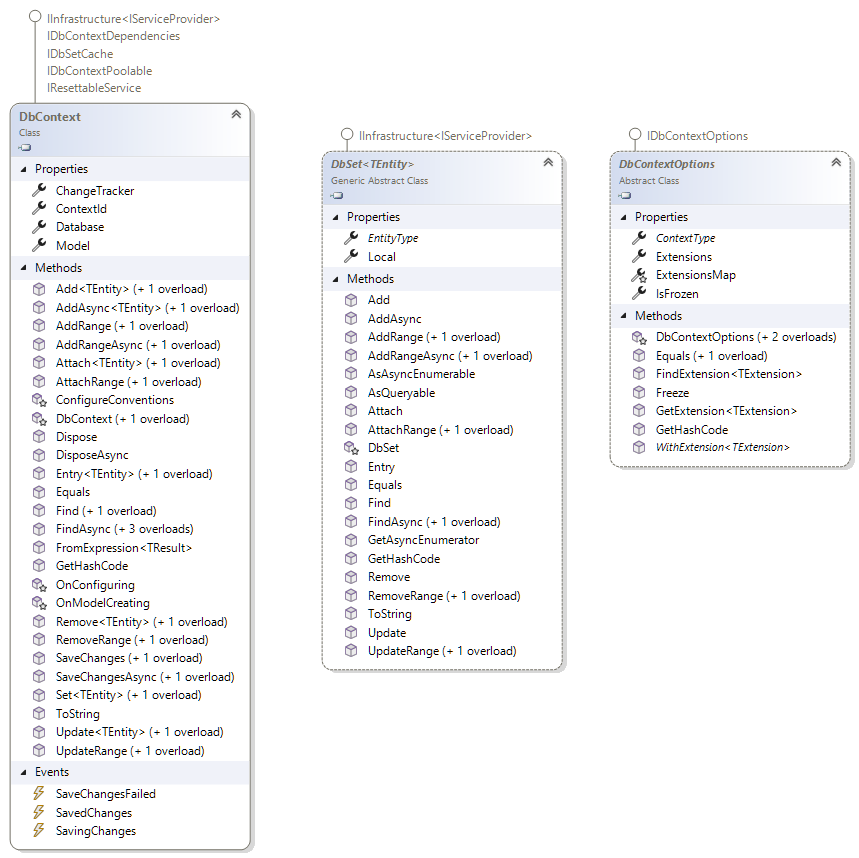 IInfrastructure<IServiceProvider>
IDbContextDependencies
IDbSetCache
IDbContextPoolable
IResettableService
DbContext
Class
Properties
ChangeTracker
ContextId
Database
Model
Methods
Add<TEntity> (+ 1 overload)
AddAsync<TEntity> (+ 1 overload)
AddRange (+ 1 overload)
AddRangeAsync (+ 1 overload)
Attach<TEntity> (+ 1 overload)
AttachRange (+ 1 overload)
ConfigureConventions
DbContext (+ 1 overload)
Dispose
DisposeAsync
Entry<TEntity> (+ 1 overload)
Equals
Find (+ 1 overload)
FindAsync (+ 3 overloads)
FromExpression<TResult>
GetHashCode
OnConfiguring
OnModelCreating
Remove<TEntity> (+ 1 overload)
RemoveRange (+ 1 overload)
SaveChanges (+ 1 overload)
SaveChangesAsync (+ 1 overload)
Set<TEntity> (+ 1 overload)
ToString
Update<TEntity> (+ 1 overload)
UpdateRange (+ 1 overload)
Events
SaveChangesFailed
SavedChanges
SavingChanges
IInfrastructure<IServiceProvider>
DbSet<TEntity>
Generic Abstract Class
Properties
EntityType
Local
Methods
Add
AddAsync
AddRange (+ 1 overload)
AddRangeAsync (+ 1 overload)
AsAsyncEnumerable
AsQueryable
Attach
AttachRange (+ 1 overload)
DbSet
Entry
Equals
Find
FindAsync (+ 1 overload)
GetAsyncEnumerator
GetHashCode
Remove
RemoveRange (+ 1 overload)
ToString
Update
UpdateRange (+ 1 overload)
IDbContextOptions
DbContextOptions
Abstract Class
Properties
ContextType
Extensions
ExtensionsMap
IsFrozen
Methods
DbContextOptions (+ 2 overloads)
Equals (+ 1 overload)
FindExtension<TExtension>
Freeze
GetExtension<TExtension>
GetHashCode
WithExtension<TExtension>